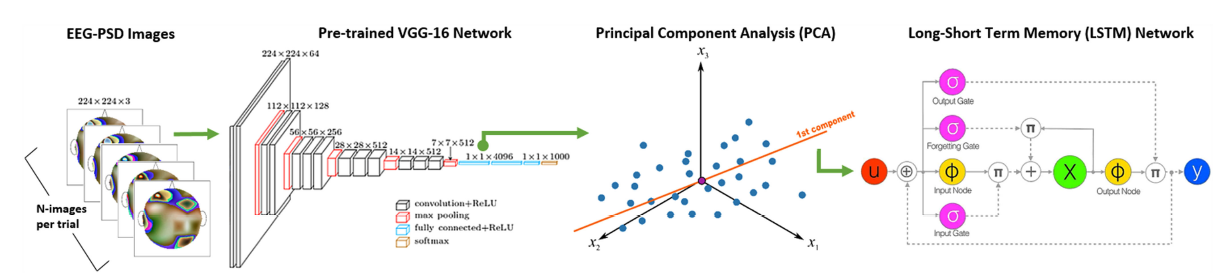 EEG-PSD Images
224×224×3
N-images
per trial
Pre-trained VGG-16 Network
224×224×64
112×112×128
56×56×256
28×28×512
14×14×512
7×7×512
1×1×4096
1×1×1000
convolution+ReLU
max pooling
fully connected+ReLU
softmax
Principal Component Analysis (PCA)
x3
1st component
x2
x1
Long-Short Term Memory (LSTM) Network
σ
Output Gate
σ
Forgetting Gate
π
u
+
ϕ
Input Node
π
+
X
ϕ
Output Node
π
y
σ
Input Gate